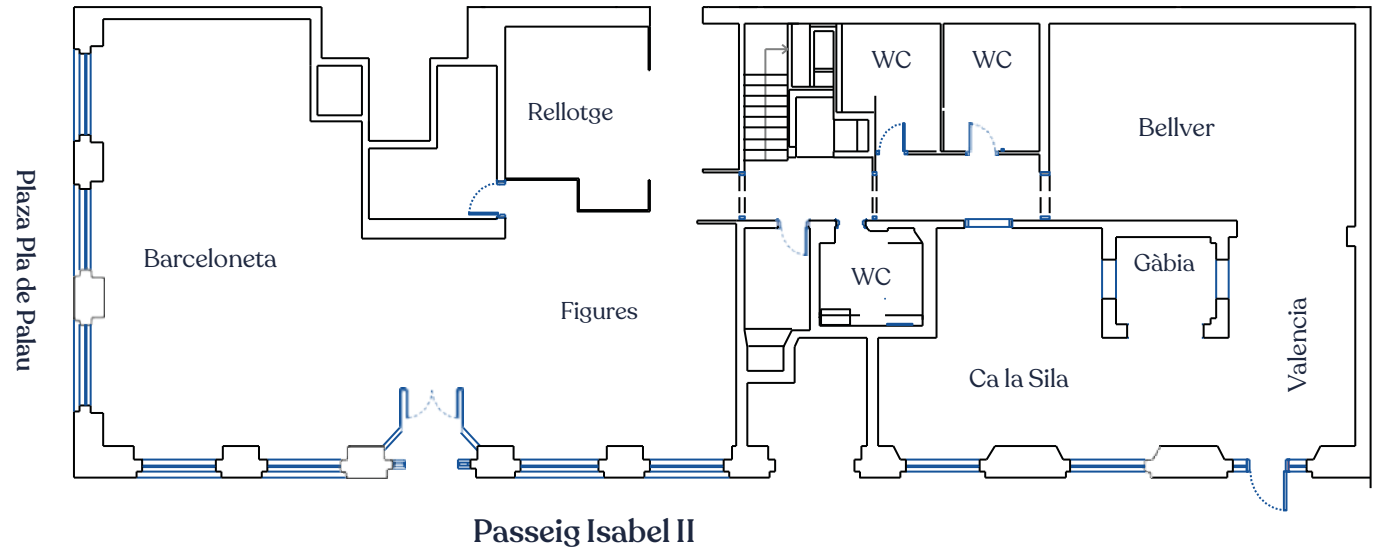 WC
WC
Rellotge
Bellver
Plaza Pla de Palau
Barceloneta
Gàbia
WC
Figures
Valencia
Ca la Sila
Passeig Isabel II